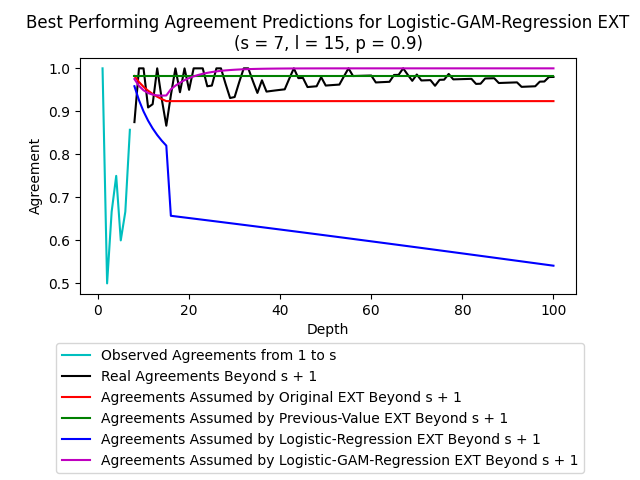 Best Performing Agreement Predictions for Logistic-GAM-Regression EXT
(s = 7, l = 15, p = 0.9)
1.0
0.9
0.8
0.7
0.6
0.5
Agreement
0 20 40 60 80 100
Depth
Observed Agreements from 1 to s
Real Agreements Beyond s + 1
Agreements Assumed by Original EXT Beyond s + 1
Agreements Assumed by Previous-Value EXT Beyond s + 1
Agreements Assumed by Logistic-Regression EXT Beyond s + 1
Agreements Assumed by Logistic-GAM-Regression EXT Beyond s + 1